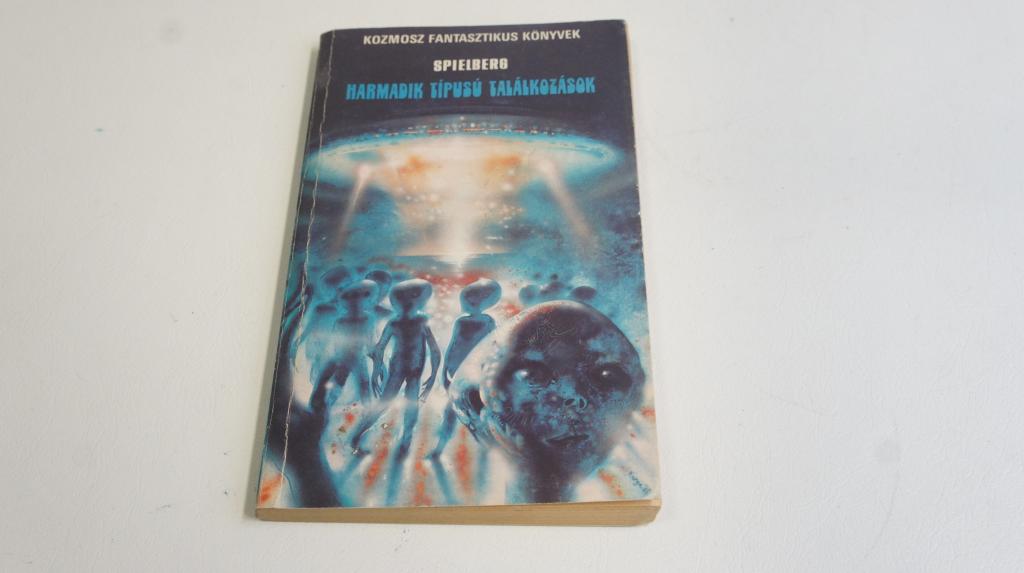 KOZMOSZ FANTASZTIKUS KÖNYVEK
SPIELBERG
HARMADIK TÍPUSÚ TALÁLKOZÁSOK